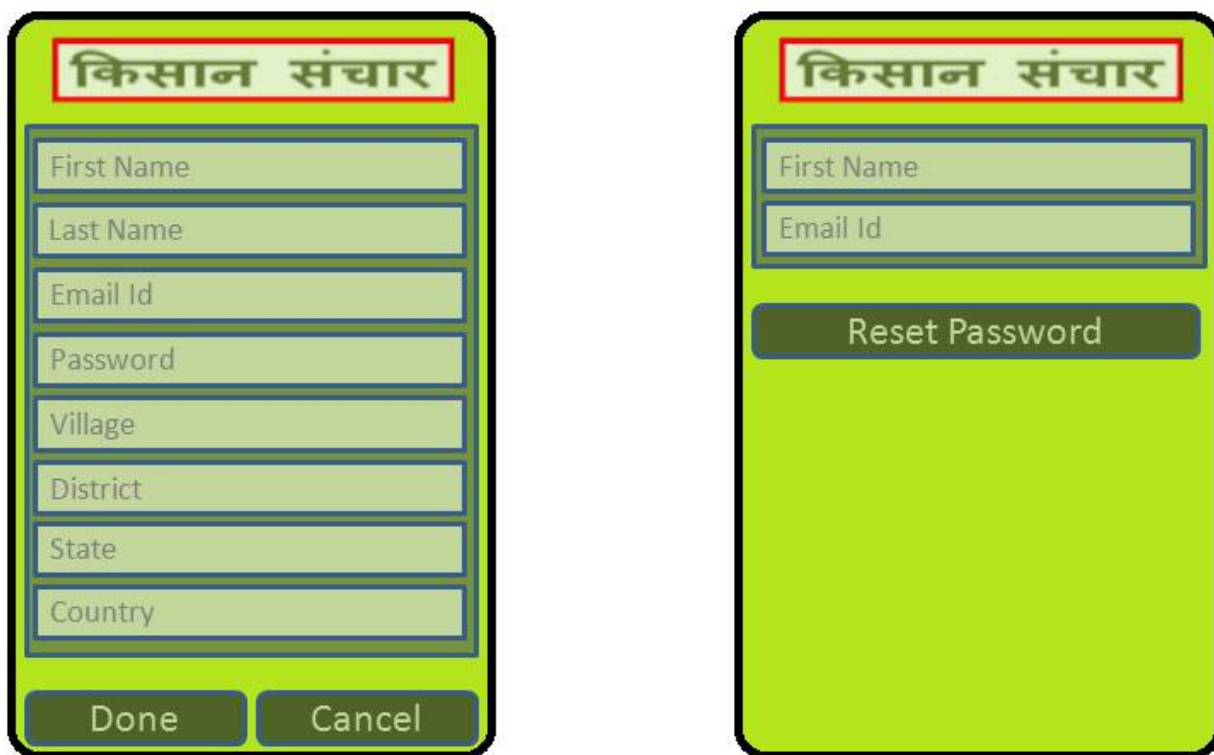 किसान संचार
First Name
Last Name
Email Id
Password
Village
District
State
Country
Done Cancel
किसान संचार
First Name
Email Id
Reset Password